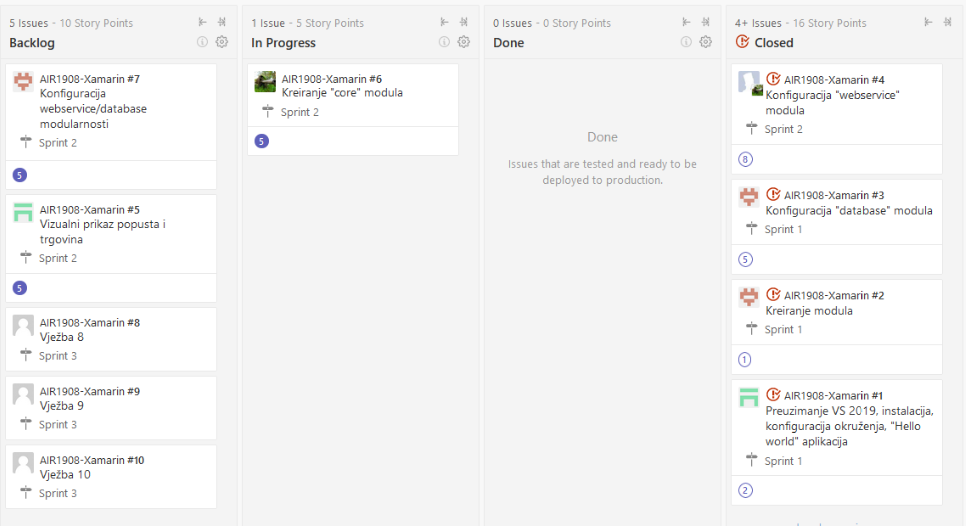 5 Issues - 10 Story Points
Backlog
AIR1908-Xamarin #7
Konfiguracija
webservice/database
modularnosti
Sprint 2
5
AIR1908-Xamarin #5
Vizualni prikaz popusta i
trgovina
Sprint 2
5
AIR1908-Xamarin #8
Vježba 8
Sprint 3
AIR1908-Xamarin #9
Vježba 9
Sprint 3
AIR1908-Xamarin #10
Vježba 10
Sprint 3
1 Issue - 5 Story Points
In Progress
AIR1908-Xamarin #6
Kreiranje "core" modula
Sprint 2
5
0 Issues - 0 Story Points
Done
Done
Issues that are tested and ready to be
deployed to production.
4+ Issues - 16 Story Points
Closed
AIR1908-Xamarin #4
Konfiguracija "webservice"
modula
Sprint 2
8
AIR1908-Xamarin #3
Konfiguracija "database" modula
Sprint 1
5
AIR1908-Xamarin #2
Kreiranje modula
Sprint 1
1
AIR1908-Xamarin #1
Preuzimanje VS 2019, instalacija,
konfiguracija okruženja, "Hello
world" aplikacija
Sprint 1
2